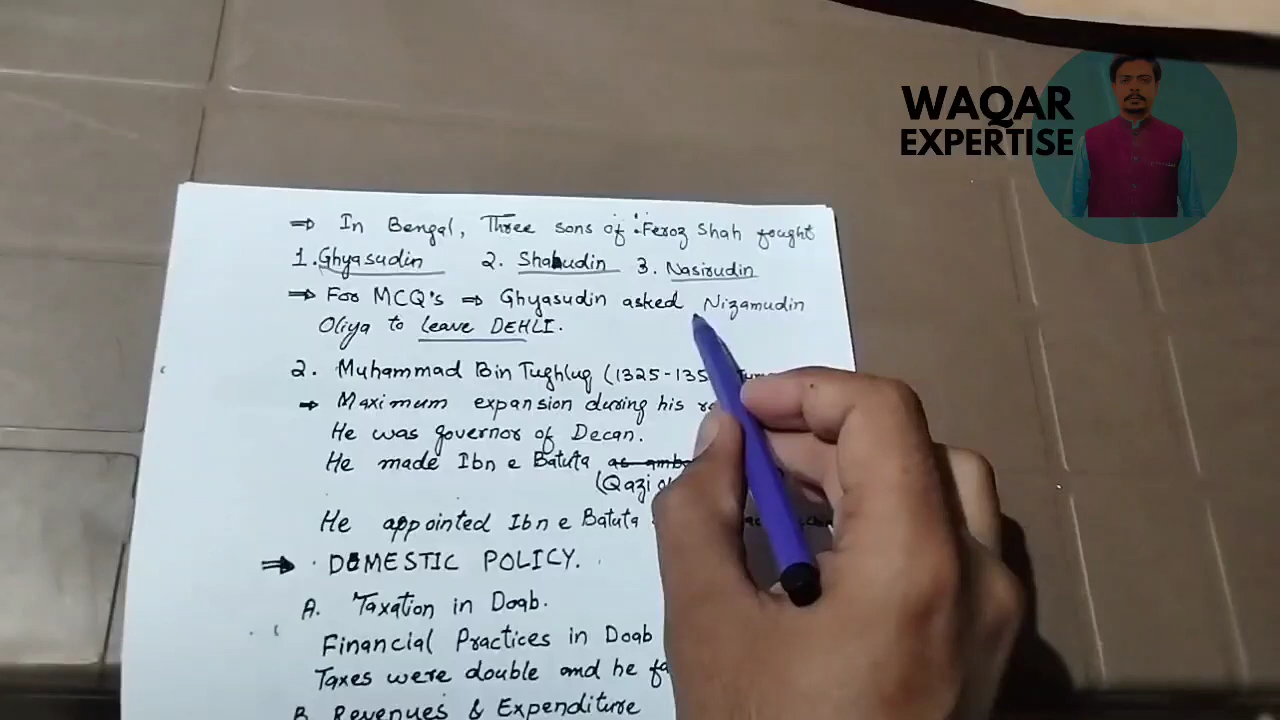 WAQAR
EXPERTISE
⇒ In Bengal, Three sons of Feroz Shah fought
1. Ghyasudin 2. Shahudin 3. Nasirudin
⇒ For MCQ's ⇒ Ghyasudin asked Nizamudin
Oliya to leave DEHLI.
2. Muhammad Bin Tughluq (1325-135
→ Maximum expansion during his
He was governor of Decan.
He made Ibn e Batuta
(Qazi
He appointed Ibn e Batuta
⇒ DOMESTIC POLICY.
A. Taxation in Doab.
Financial Practices in Doab
Taxes were double and he
B. Revenues & Expenditure